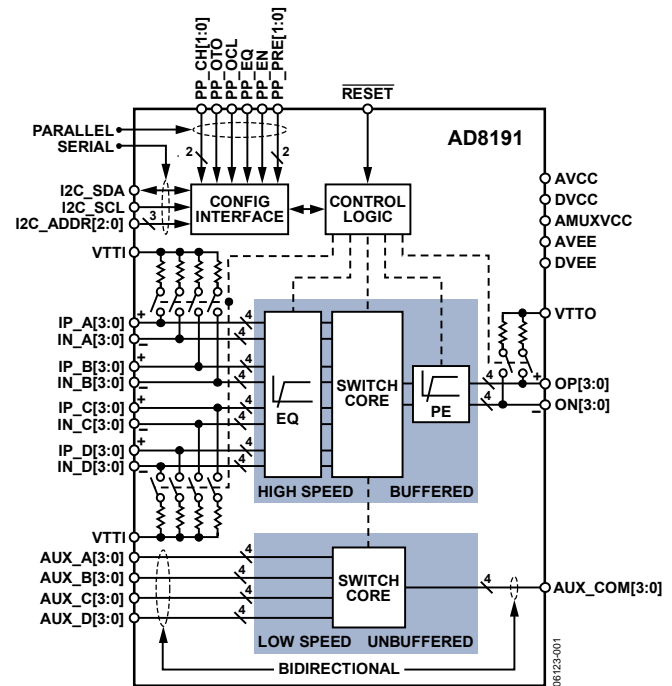 PP_CH[1:0]
PP_OTO
PP_OCL
PP_EQ
PP_EN
PP_PRE[1:0]
RESET
PARALLEL
SERIAL
AD8191
2
2
I2C_SDA
I2C_SCL
I2C_ADDR[2:0]
3
CONFIG
INTERFACE
CONTROL
LOGIC
AVCC
DVCC
AMUXVCC
AVEE
DVEE
VTTI
VTTO
+
IP_A[3:0]
4
IN_A[3:0]
–
4
+
IP_B[3:0]
4
IN_B[3:0]
–
4
+
IP_C[3:0]
4
IN_C[3:0]
–
4
+
IP_D[3:0]
4
IN_D[3:0]
–
4
EQ
SWITCH
CORE
PE
4
+
OP[3:0]
4
–
ON[3:0]
HIGH SPEED
BUFFERED
VTTI
AUX_A[3:0]
4
AUX_B[3:0]
4
AUX_C[3:0]
4
AUX_D[3:0]
4
SWITCH
CORE
4
AUX_COM[3:0]
LOW SPEED
UNBUFFERED
BIDIRECTIONAL
06123-001